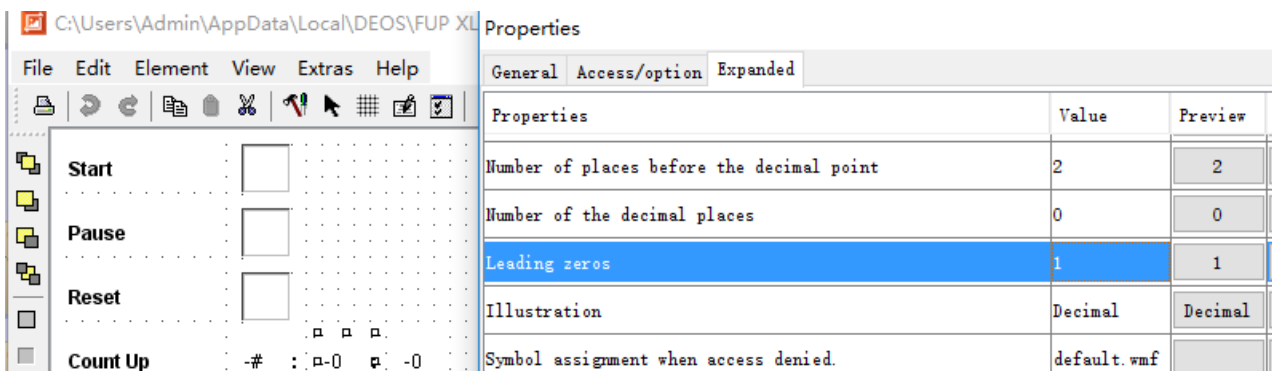 C:\Users\Admin\AppData\Local\DEOS\FUP XL
File Edit Element View Extras Help
Start
Pause
Reset
Count Up -# : -0 -0
Properties
General Access/option Expanded
Properties Value Preview
Number of places before the decimal point 2 2
Number of the decimal places 0 0
Leading zeros 1 1
Illustration Decimal Decimal
Symbol assignment when access denied. default.wmf